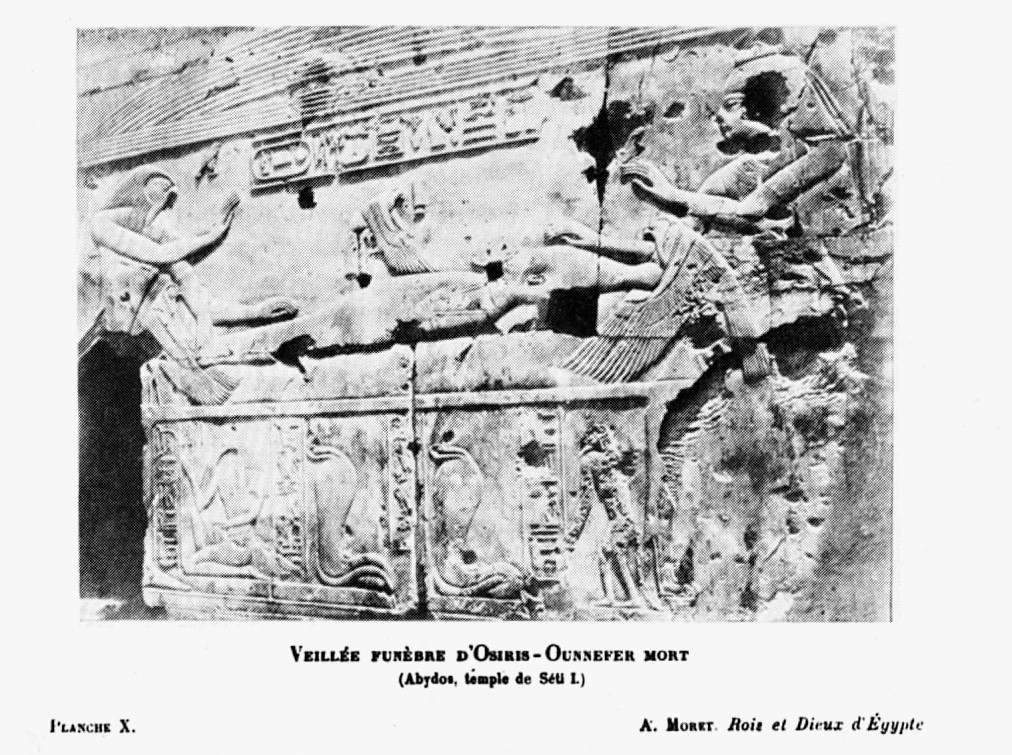 VEILLÉE FUNÈBRE D'OSIRIS-OUNNEFER MORT
(Abydos, temple de Séti I.)
PLANCHE X.
A. MORET. Rois et Dieux d'Égypte